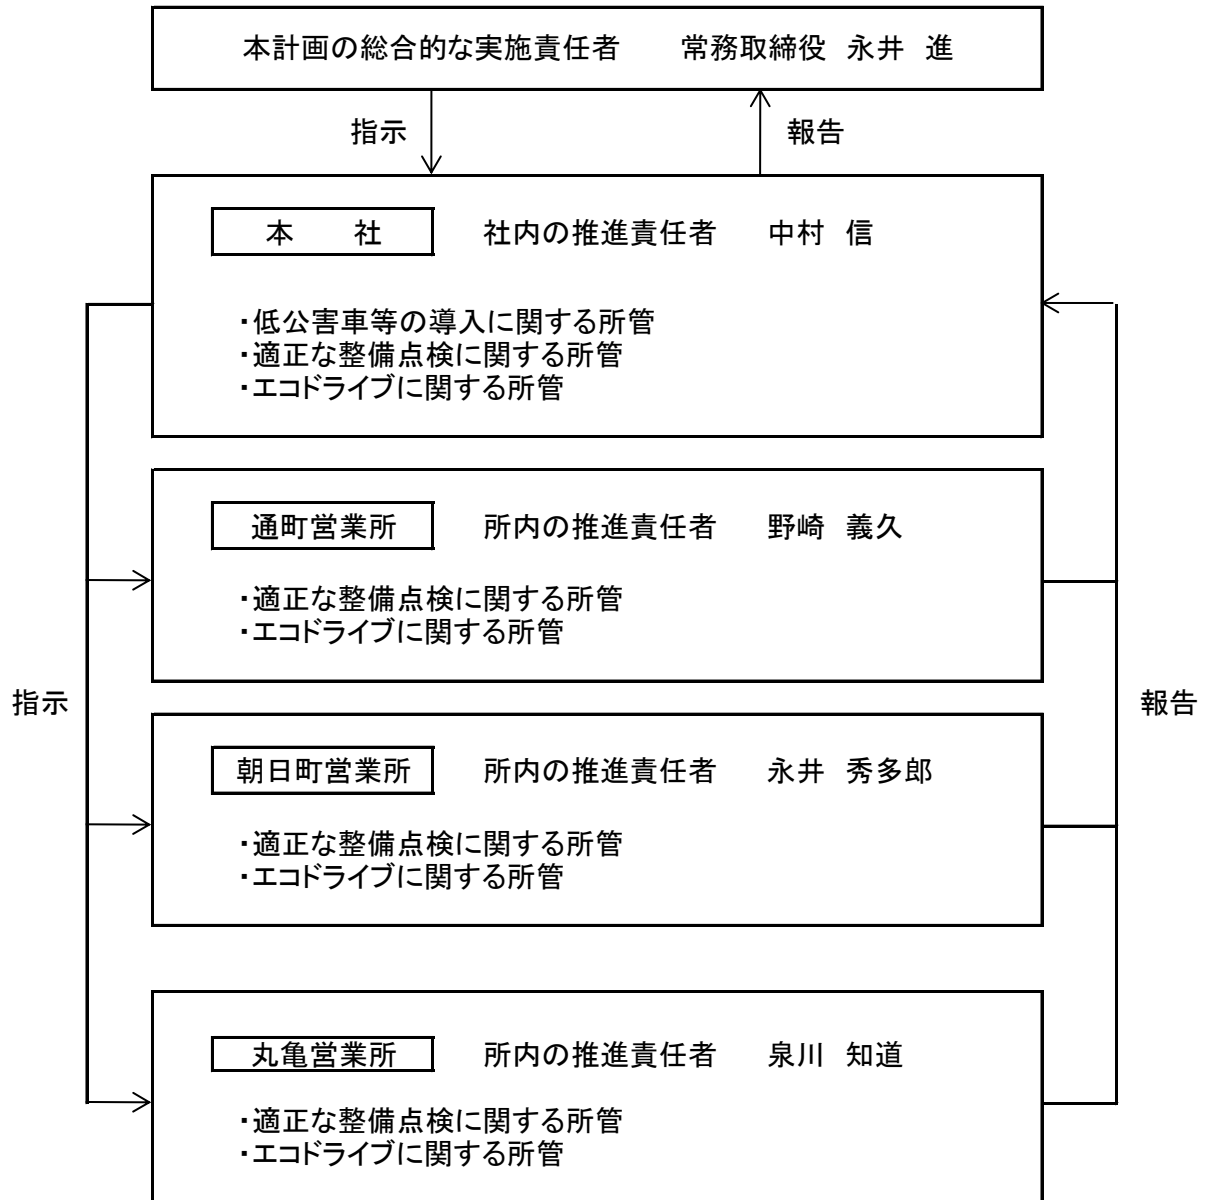 本計画の総合的な実施責任者　　常務取締役　永井　進
指示
報告
本　　社　　社内の推進責任者　　中村　信
・低公害車等の導入に関する所管
・適正な整備点検に関する所管
・エコドライブに関する所管
通町営業所　　所内の推進責任者　　野崎　義久
・適正な整備点検に関する所管
・エコドライブに関する所管
指示
報告
朝日町営業所　　所内の推進責任者　　永井　秀多郎
・適正な整備点検に関する所管
・エコドライブに関する所管
丸亀営業所　　所内の推進責任者　　泉川　知道
・適正な整備点検に関する所管
・エコドライブに関する所管